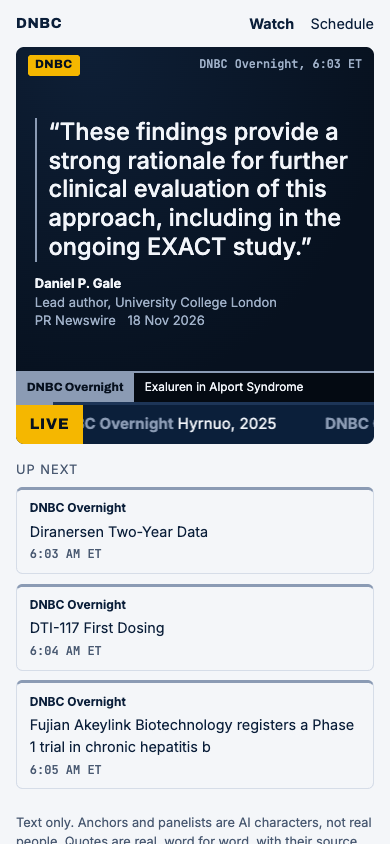 DNBC
Watch Schedule
DNBC
DNBC Overnight, 6:03 ET
“These findings provide a
strong rationale for further
clinical evaluation of this
approach, including in the
ongoing EXACT study.”
Daniel P. Gale
Lead author, University College London
PR Newswire 18 Nov 2026
DNBC Overnight Exaluren in Alport Syndrome
LIVE BC Overnight Hyrnuo, 2025 DNBC
UP NEXT
DNBC Overnight
Diranersen Two-Year Data
6:03 AM ET
DNBC Overnight
DTI-117 First Dosing
6:04 AM ET
DNBC Overnight
Fujian Akeylink Biotechnology registers a Phase
1 trial in chronic hepatitis b
6:05 AM ET
Text only. Anchors and panelists are AI characters, not real
people. Quotes are real, word for word, with their source